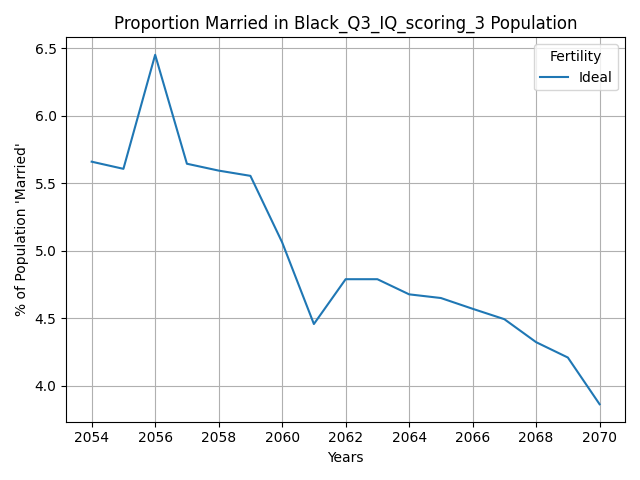 Proportion Married in Black_Q3_IQ_scoring_3 Population
% of Population 'Married'
6.5
6.0
5.5
5.0
4.5
4.0
Fertility
Ideal
2054 2056 2058 2060 2062 2064 2066 2068 2070
Years